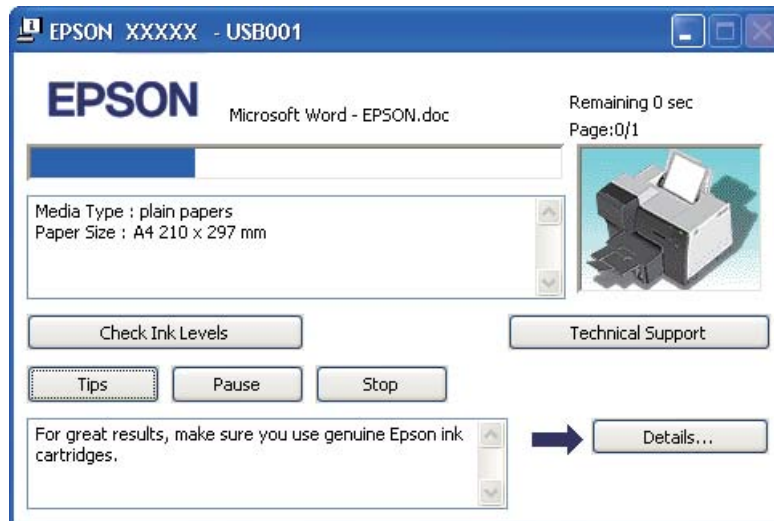 EPSON XXXXX - USB001
EPSON
Microsoft Word - EPSON.doc
Remaining 0 sec
Page:0/1
Media Type : plain papers
Paper Size : A4 210 x 297 mm
Check Ink Levels
Technical Support
Tips
Pause
Stop
For great results, make sure you use genuine Epson ink
cartridges.
Details...